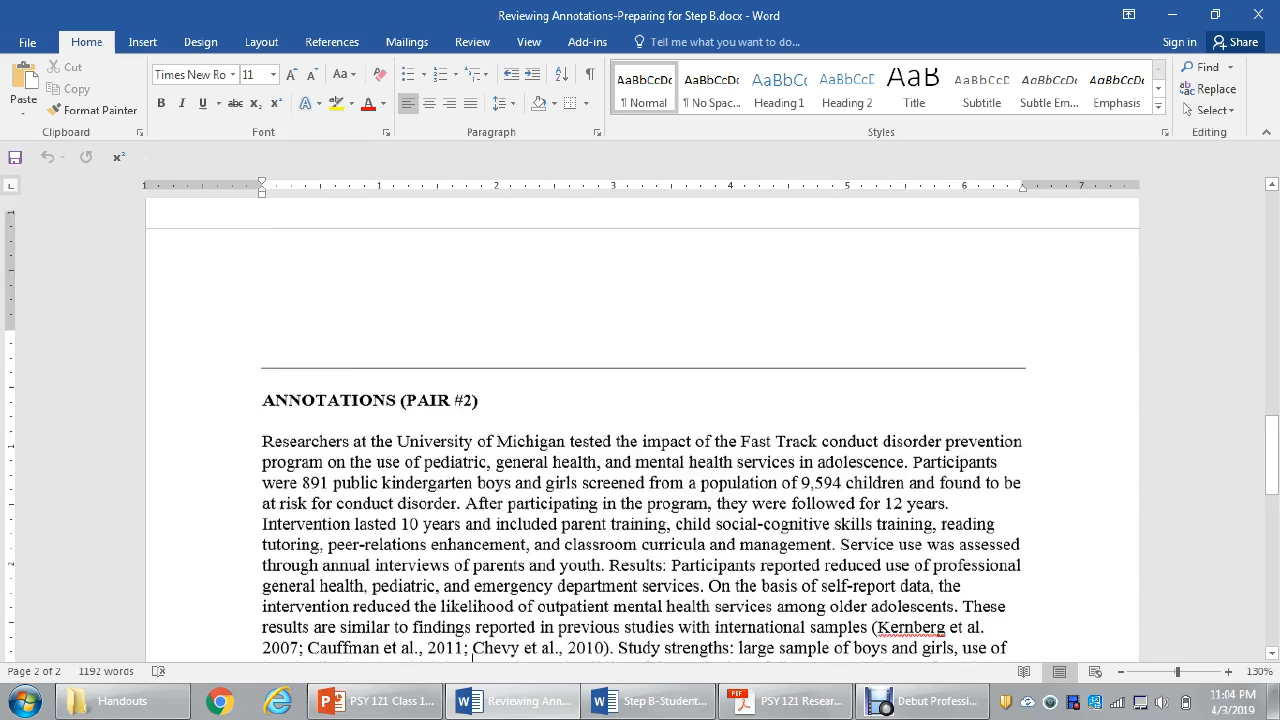 Reviewing Annotations-Preparing for Step B.docx - Word
File Home Insert Design Layout References Mailings Review View Add-ins Tell me what you want to do... Sign in Share
Paste
Cut
Copy
Format Painter
Clipboard
Times New Ro 11
Font
Paragraph
AaBbCcDc AaBbCcDc AaBbCc AaBbCcC AaB AaBbCcC AaBbCcDc AaBbCcDc
¶ Normal ¶ No Spac... Heading 1 Heading 2 Title Subtitle Subtle Em... Emphasis
Styles
Find
Replace
Select
Editing
1 1 2 3 4 5 6 7
ANNOTATIONS (PAIR #2)
Researchers at the University of Michigan tested the impact of the Fast Track conduct disorder prevention
program on the use of pediatric, general health, and mental health services in adolescence. Participants
were 891 public kindergarten boys and girls screened from a population of 9,594 children and found to be
at risk for conduct disorder. After participating in the program, they were followed for 12 years.
Intervention lasted 10 years and included parent training, child social-cognitive skills training, reading
tutoring, peer-relations enhancement, and classroom curricula and management. Service use was assessed
through annual interviews of parents and youth. Results: Participants reported reduced use of professional
general health, pediatric, and emergency department services. On the basis of self-report data, the
intervention reduced the likelihood of outpatient mental health services among older adolescents. These
results are similar to findings reported in previous studies with international samples (Kernberg et al.
2007; Cauffman et al., 2011; Chevy et al., 2010). Study strengths: large sample of boys and girls, use of
Page 2 of 2 1192 words 130%
Handouts PSY 121 Class 1... Reviewing Ann... Step B-Student... PSY 121 Resear... Debut Professi...
11:04 PM
4/3/2019